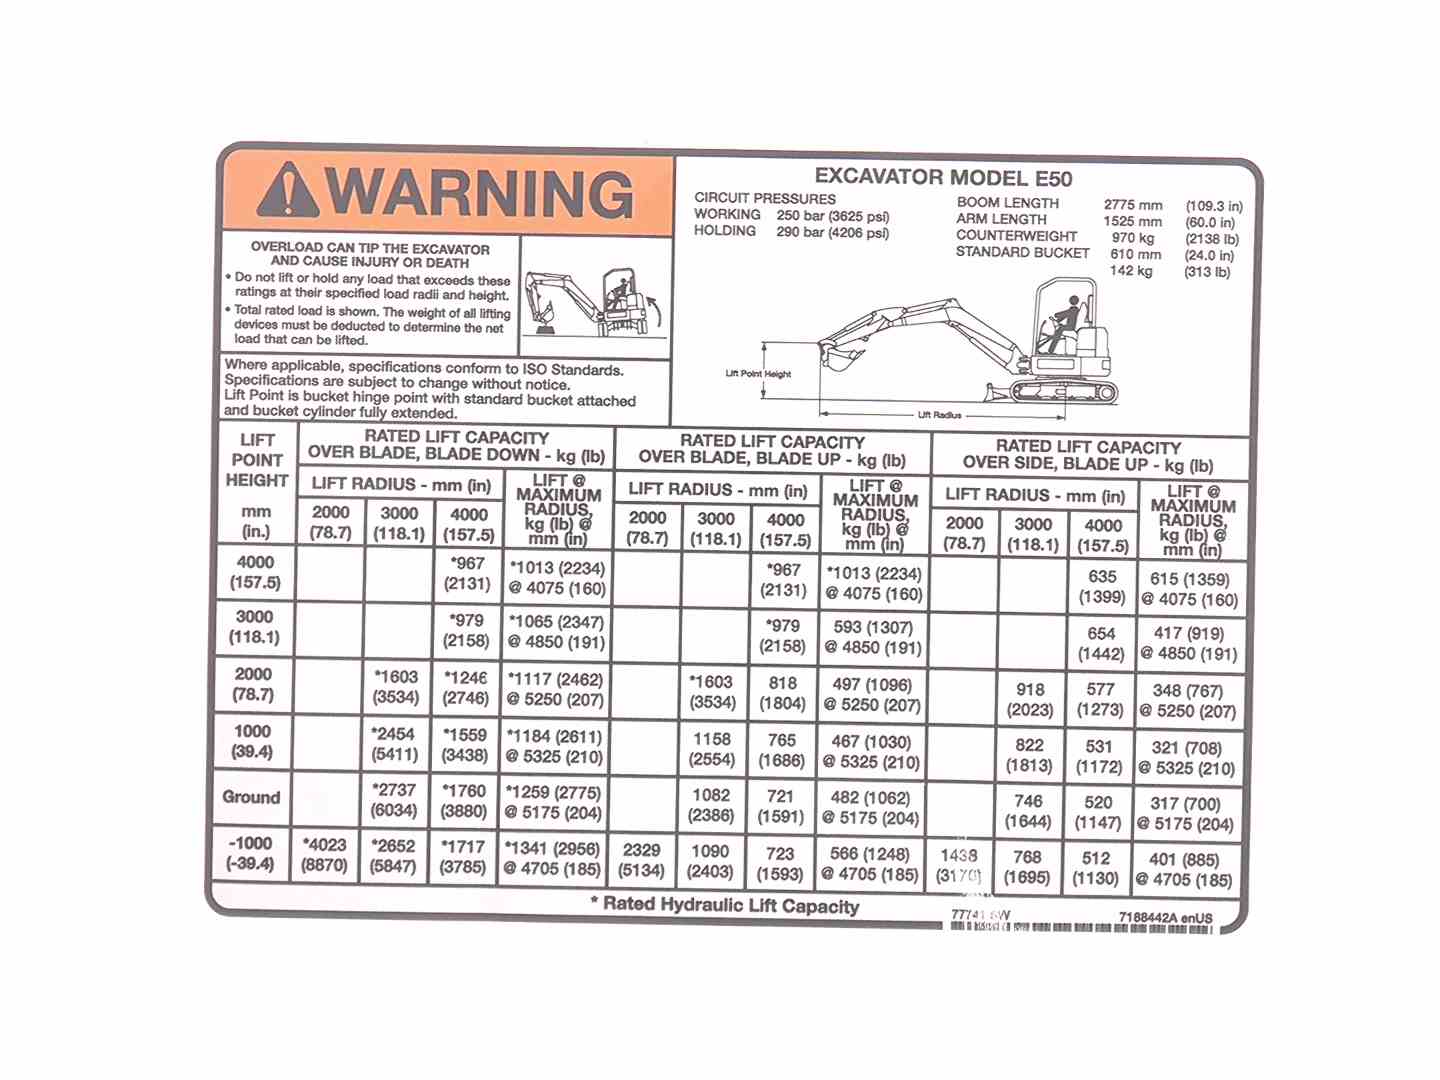 WARNING
OVERLOAD CAN TIP THE EXCAVATOR
AND CAUSE INJURY OR DEATH
• Do not lift or hold any load that exceeds these
ratings at their specified load radii and height.
• Total rated load is shown. The weight of all lifting
devices must be deducted to determine the net
load that can be lifted.
Where applicable, specifications conform to ISO Standards.
Specifications are subject to change without notice.
Lift Point is bucket hinge point with standard bucket attached
and bucket cylinder fully extended.
EXCAVATOR MODEL E50
CIRCUIT PRESSURES
WORKING 250 bar (3625 psi)
HOLDING 290 bar (4206 psi)
BOOM LENGTH 2775 mm (109.3 in)
ARM LENGTH 1525 mm (60.0 in)
COUNTERWEIGHT 970 kg (2138 lb)
STANDARD BUCKET 610 mm (24.0 in)
142 kg (313 lb)
Lift Point Height
Lift Radius
LIFT
POINT
HEIGHT
mm
(in.)
RATED LIFT CAPACITY
OVER BLADE, BLADE DOWN - kg (lb)
LIFT RADIUS - mm (in)
2000 3000 4000
(78.7) (118.1) (157.5)
LIFT @
MAXIMUM
RADIUS,
kg (lb) @
mm (in)
RATED LIFT CAPACITY
OVER BLADE, BLADE UP - kg (lb)
LIFT RADIUS - mm (in)
2000 3000 4000
(78.7) (118.1) (157.5)
LIFT @
MAXIMUM
RADIUS,
kg (lb) @
mm (in)
RATED LIFT CAPACITY
OVER SIDE, BLADE UP - kg (lb)
LIFT RADIUS - mm (in)
2000 3000 4000
(78.7) (118.1) (157.5)
LIFT @
MAXIMUM
RADIUS,
kg (lb) @
mm (in)
4000 *967 *1013 (2234) *967 *1013 (2234) 635 615 (1359)
(157.5) (2131) @ 4075 (160) (2131) @ 4075 (160) (1399) @ 4075 (160)
3000 *979 *1065 (2347) *979 593 (1307) 654 417 (919)
(118.1) (2158) @ 4850 (191) (2158) @ 4850 (191) (1442) @ 4850 (191)
2000 *1603 *1246 *1117 (2462) *1603 818 497 (1096) 918 577 348 (767)
(78.7) (3534) (2746) @ 5250 (207) (3534) (1804) @ 5250 (207) (2023) (1273) @ 5250 (207)
1000 *2454 *1559 *1184 (2611) 1158 765 467 (1030) 822 531 321 (708)
(39.4) (5411) (3438) @ 5325 (210) (2554) (1686) @ 5325 (210) (1813) (1172) @ 5325 (210)
Ground *2737 *1760 *1259 (2775) 1082 721 482 (1062) 746 520 317 (700)
(6034) (3880) @ 5175 (204) (2386) (1591) @ 5175 (204) (1644) (1147) @ 5175 (204)
-1000 *4023 *2652 *1717 *1341 (2956) 2329 1090 723 566 (1248) 1438 768 512 401 (885)
(-39.4) (8870) (5847) (3785) @ 4705 (185) (5134) (2403) (1593) @ 4705 (185) (3170) (1695) (1130) @ 4705 (185)
* Rated Hydraulic Lift Capacity
7188442A enUS